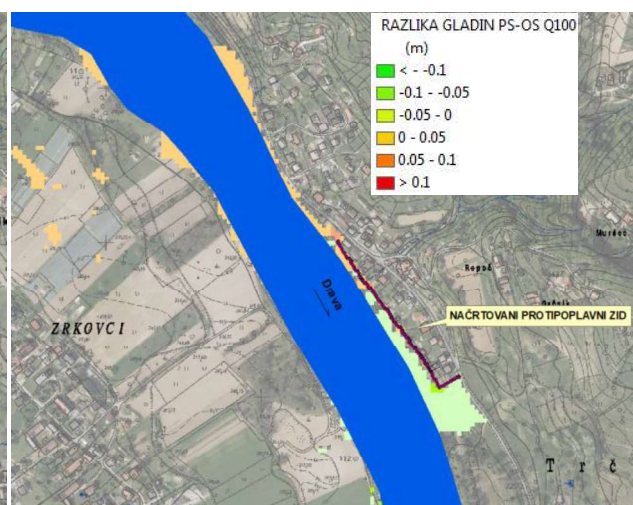 RAZLIKA GLADIN PS-OS Q100
(m)
< - -0.1
-0.1 - -0.05
-0.05 - 0
0 - 0.05
0.05 - 0.1
> 0.1
Repoč
Drava
NAČRTOVANI PROTIPOPLAVNI ZID
ZRKOVCI
T r č